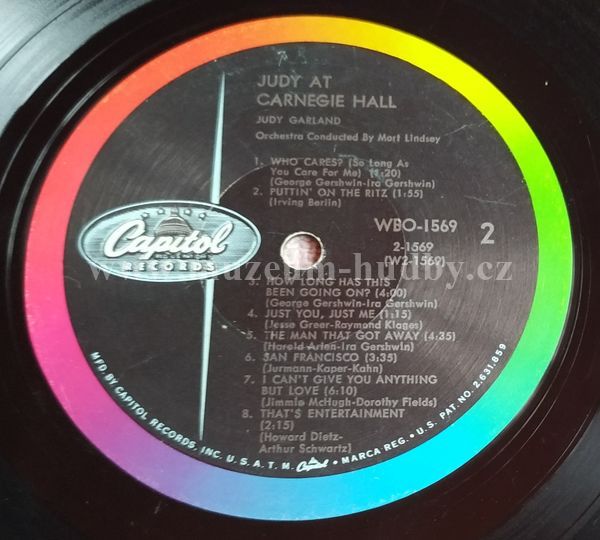 JUDY AT
CARNEGIE HALL
JUDY GARLAND
Orchestra Conducted By Mort Lindsey
1. WHO CARES? (So Long As
You Care For Me) (1:20)
(George Gershwin-Ira Gershwin)
2. PUTTIN' ON THE RITZ (1:55)
(Irving Berlin)
WBO-1569
2-1569
(W2-1569)
2
Capitol
RECORDS
3. HOW LONG HAS THIS
BEEN GOING ON? (4:00)
(George Gershwin-Ira Gershwin)
4. JUST YOU, JUST ME (1:15)
(Jesse Greer-Raymond Klages)
5. THE MAN THAT GOT AWAY (4:35)
(Harold Arlen-Ira Gershwin)
6. SAN FRANCISCO (3:35)
(Jurmann-Kaper-Kahn)
7. I CAN'T GIVE YOU ANYTHING
BUT LOVE (6:10)
(Jimmie McHugh-Dorothy Fields)
8. THAT'S ENTERTAINMENT
(2:15)
(Howard Dietz-
Arthur Schwartz)
MFD. BY CAPITOL RECORDS, INC. U.S.A. T.M. Capitol • MARCA REG. • U.S. PAT. NO. 2,631,859